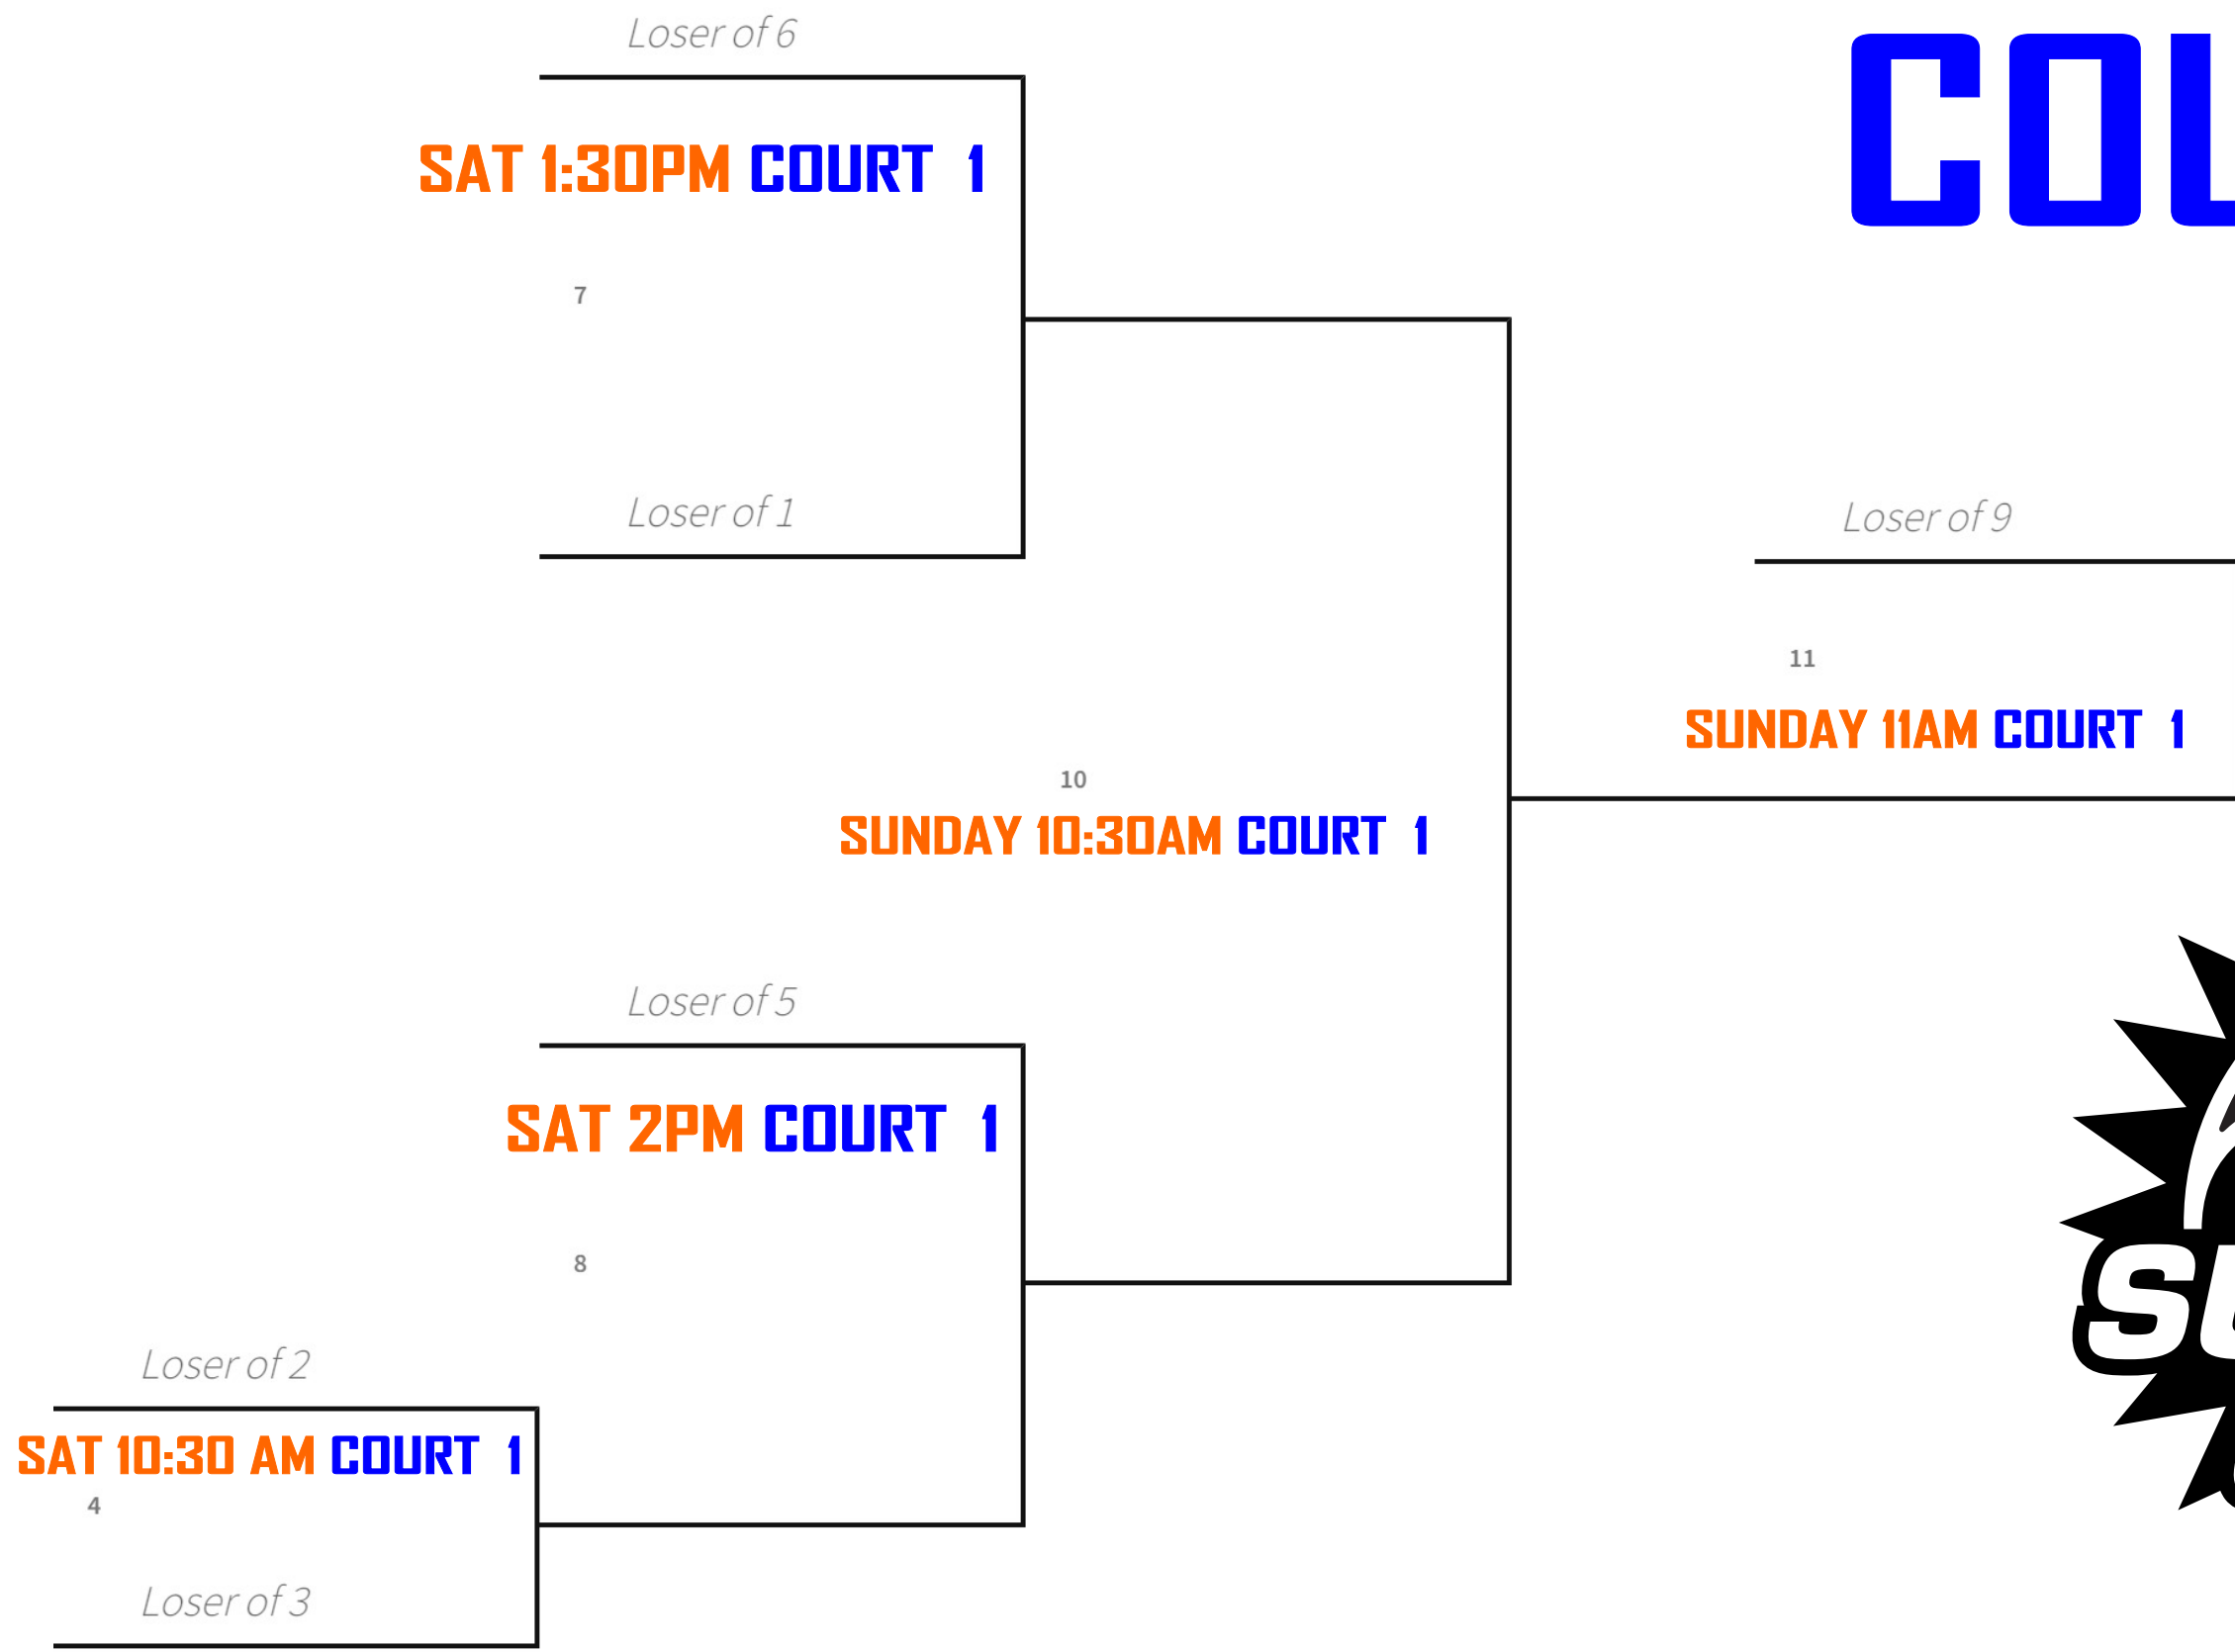 Loser of 6
SAT 1:30PM COURT 1
7
Loser of 1
Loser of 9
11
SUNDAY 11AM COURT 1
10
SUNDAY 10:30AM COURT 1
Loser of 5
SAT 2PM COURT 1
8
Loser of 2
SAT 10:30 AM COURT 1
4
Loser of 3